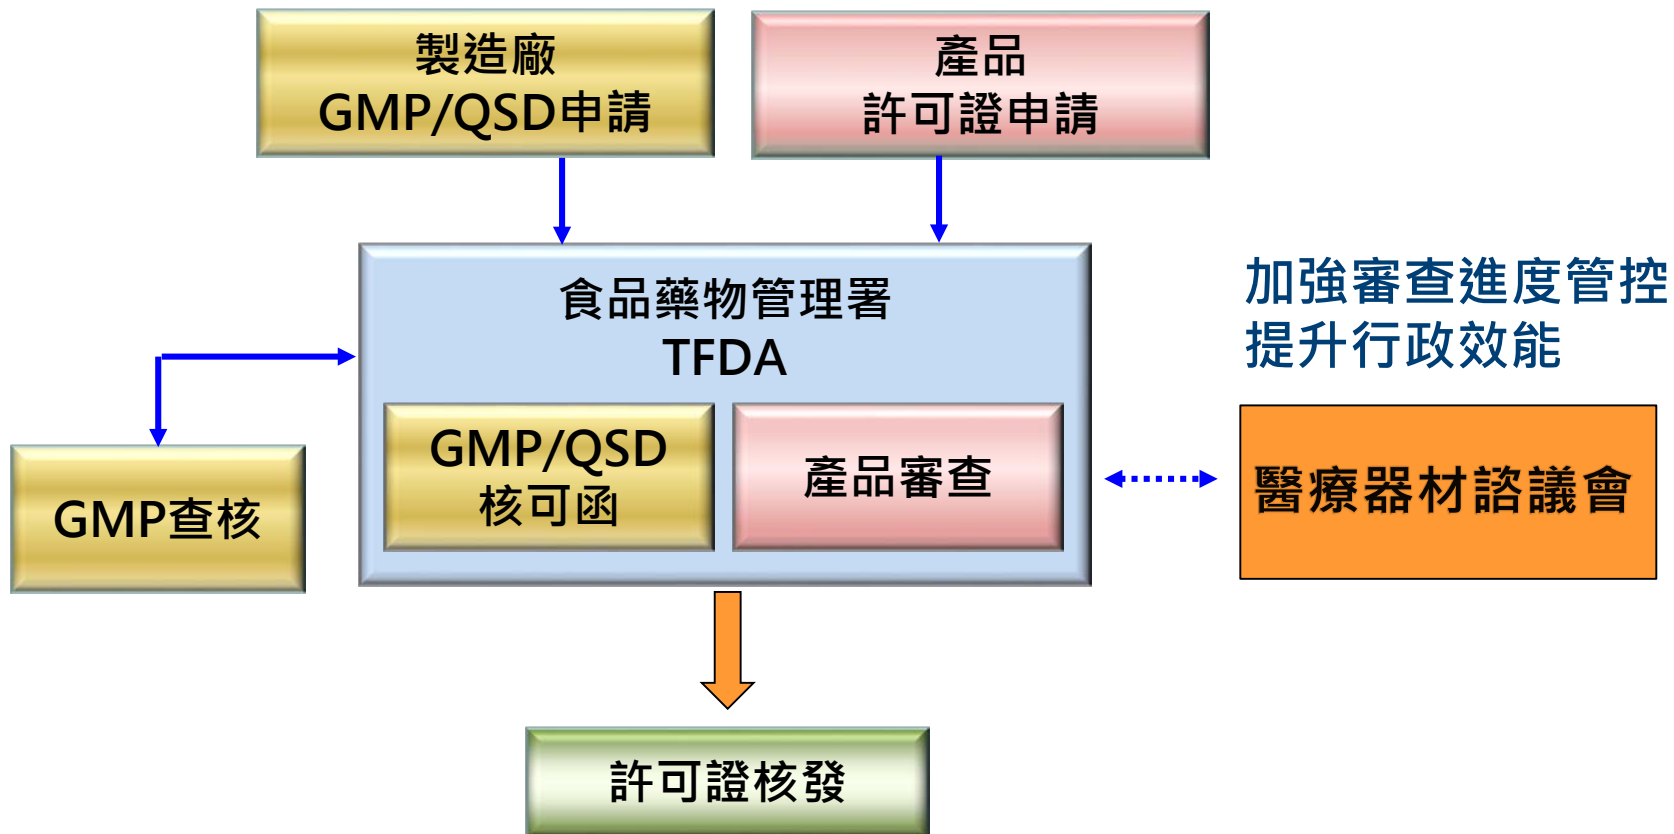 製造廠
GMP/QSD申請
產品
許可證申請
食品藥物管理署
TFDA
加強審查進度管控
提升行政效能
GMP/QSD
核可函
產品審查
醫療器材諮議會
GMP查核
許可證核發